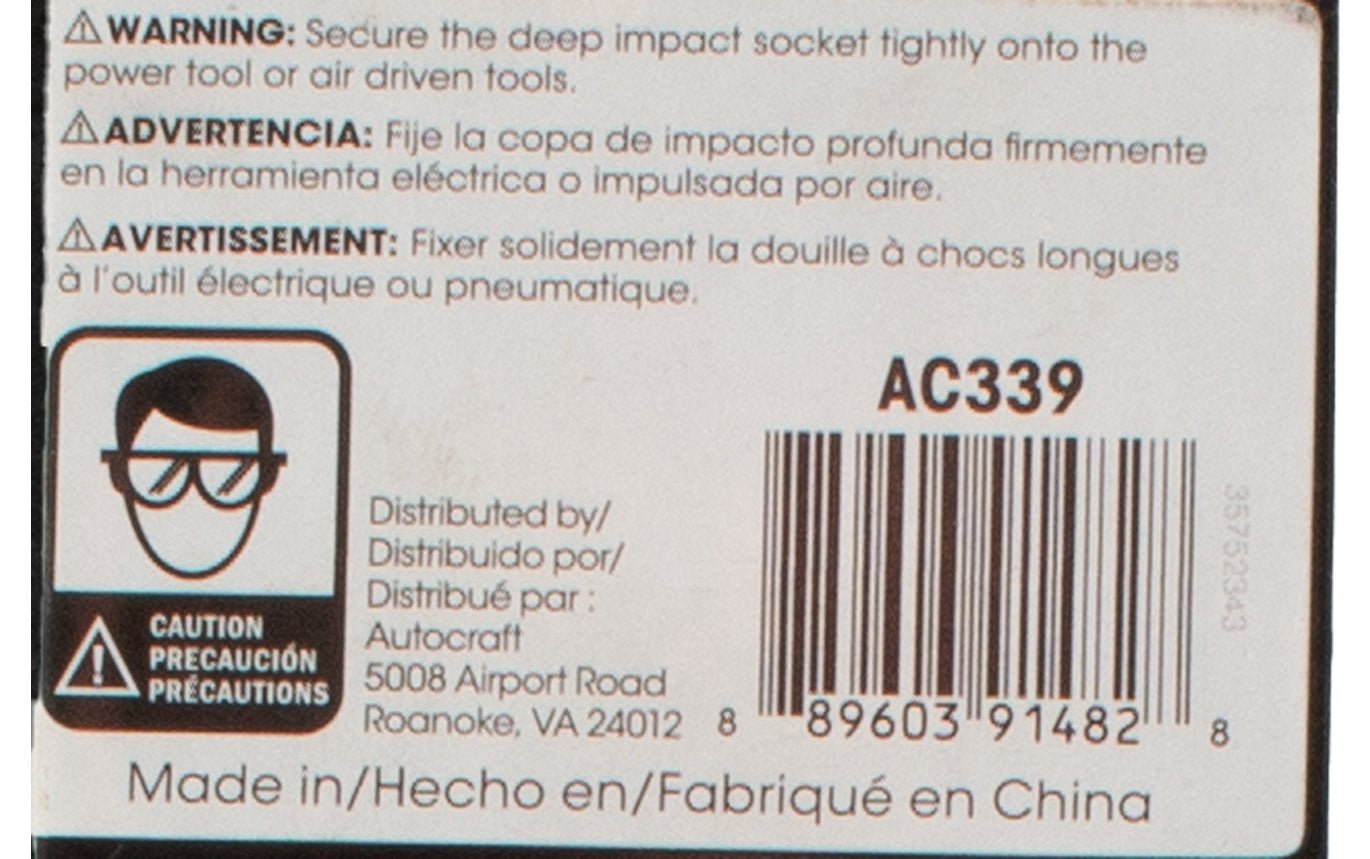 ⚠WARNING: Secure the deep impact socket tightly onto the
power tool or air driven tools.
⚠ADVERTENCIA: Fije la copa de impacto profunda firmemente
en la herramienta eléctrica o impulsada por aire.
⚠AVERTISSEMENT: Fixer solidement la douille à chocs longues
à l'outil électrique ou pneumatique.
CAUTION
PRECAUCIÓN
PRÉCAUTIONS
Distributed by/
Distribuido por/
Distribué par :
Autocraft
5008 Airport Road
Roanoke, VA 24012
AC339
8 89603 91482 8
35752343
Made in/Hecho en/Fabriqué en China